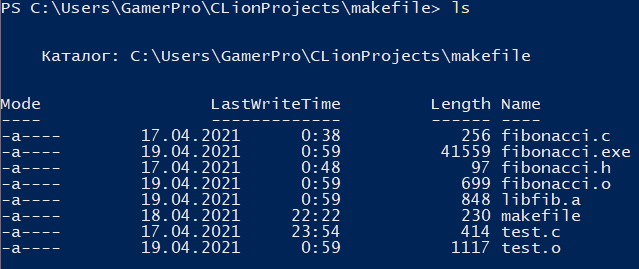 PS C:\Users\GamerPro\CLionProjects\makefile> ls
Каталог: C:\Users\GamerPro\CLionProjects\makefile
Mode LastWriteTime Length Name
---- ------------- ------ ----
-a---- 17.04.2021 0:38 256 fibonacci.c
-a---- 19.04.2021 0:59 41559 fibonacci.exe
-a---- 17.04.2021 0:48 97 fibonacci.h
-a---- 19.04.2021 0:59 699 fibonacci.o
-a---- 19.04.2021 0:59 848 libfib.a
-a---- 18.04.2021 22:22 230 makefile
-a---- 17.04.2021 23:54 414 test.c
-a---- 19.04.2021 0:59 1117 test.o